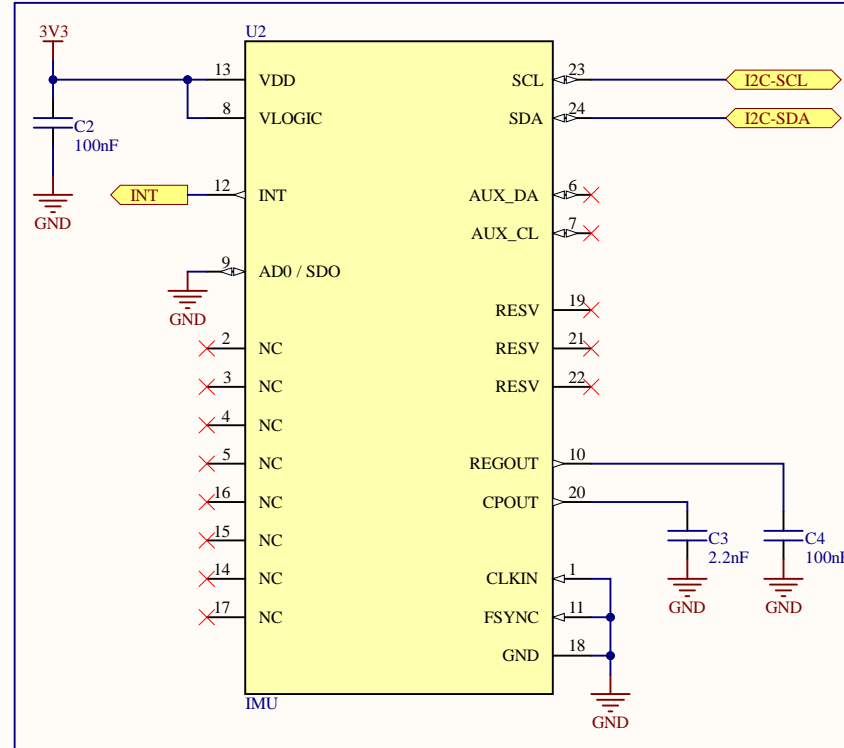 3V3
U2
13 VDD
SCL 23
I2C-SCL
8 VLOGIC
SDA 24
I2C-SDA
C2
100nF
INT
12 INT
AUX_DA 6
GND
AUX_CL 7
9 AD0 / SDO
GND
RESV 19
2 NC
RESV 21
3 NC
RESV 22
4 NC
5 NC
REGOUT 10
16 NC
CPOUT 20
15 NC
C3
2.2nF
C4
100nF
14 NC
CLKIN 1
GND
GND
17 NC
FSYNC 11
GND 18
IMU
GND